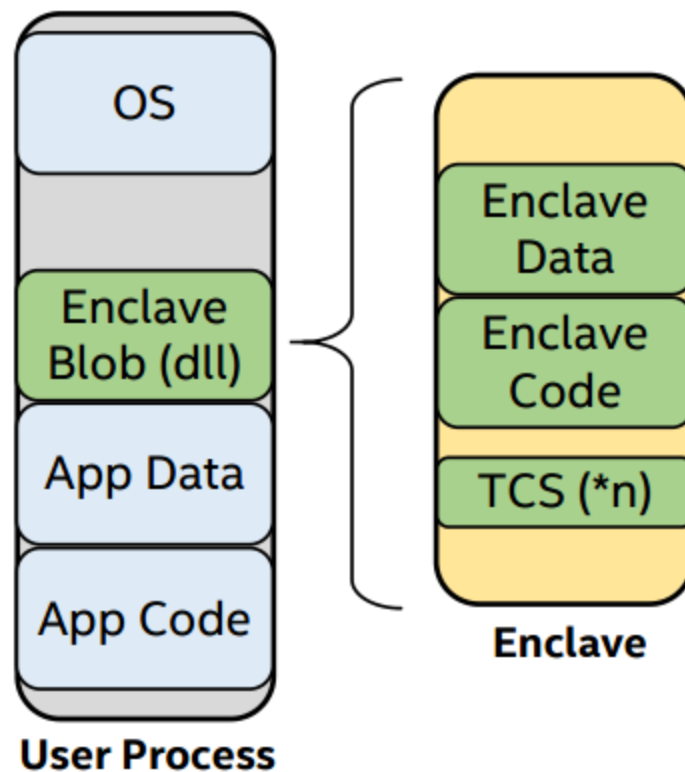 OS
Enclave
Blob (dll)
App Data
App Code
User Process
Enclave
Data
Enclave
Code
TCS (*n)
Enclave